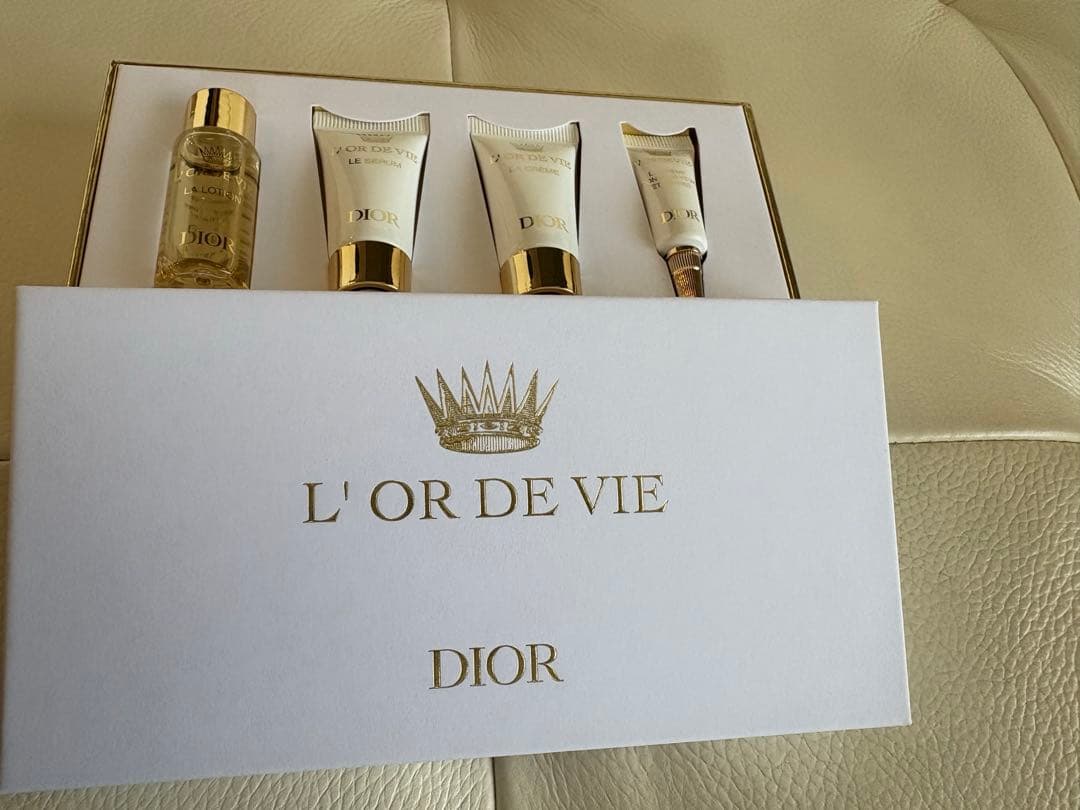 L'OR DE VIE
LA LOTION
DIOR
L'OR DE VIE
LE SÉRUM
DIOR
L'OR DE VIE
LA CRÈME
DIOR
DIOR
L' OR DE VIE
DIOR